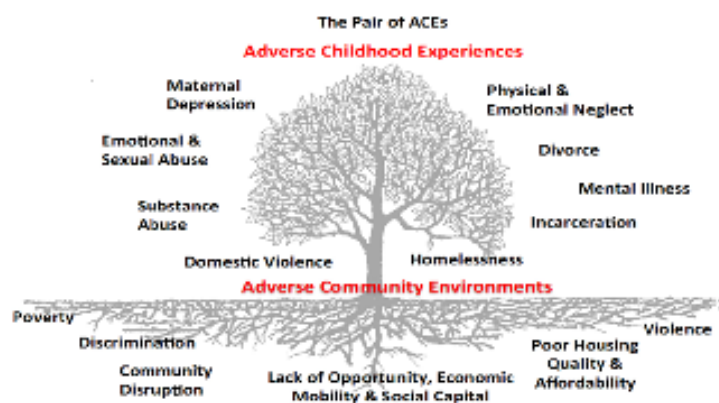 The Pair of ACEs
Adverse Childhood Experiences
Maternal
Depression
Physical &
Emotional Neglect
Emotional &
Sexual Abuse
Divorce
Mental Illness
Substance
Abuse
Incarceration
Domestic Violence
Homelessness
Adverse Community Environments
Poverty
Violence
Discrimination
Poor Housing
Quality &
Affordability
Community
Disruption
Lack of Opportunity, Economic
Mobility & Social Capital